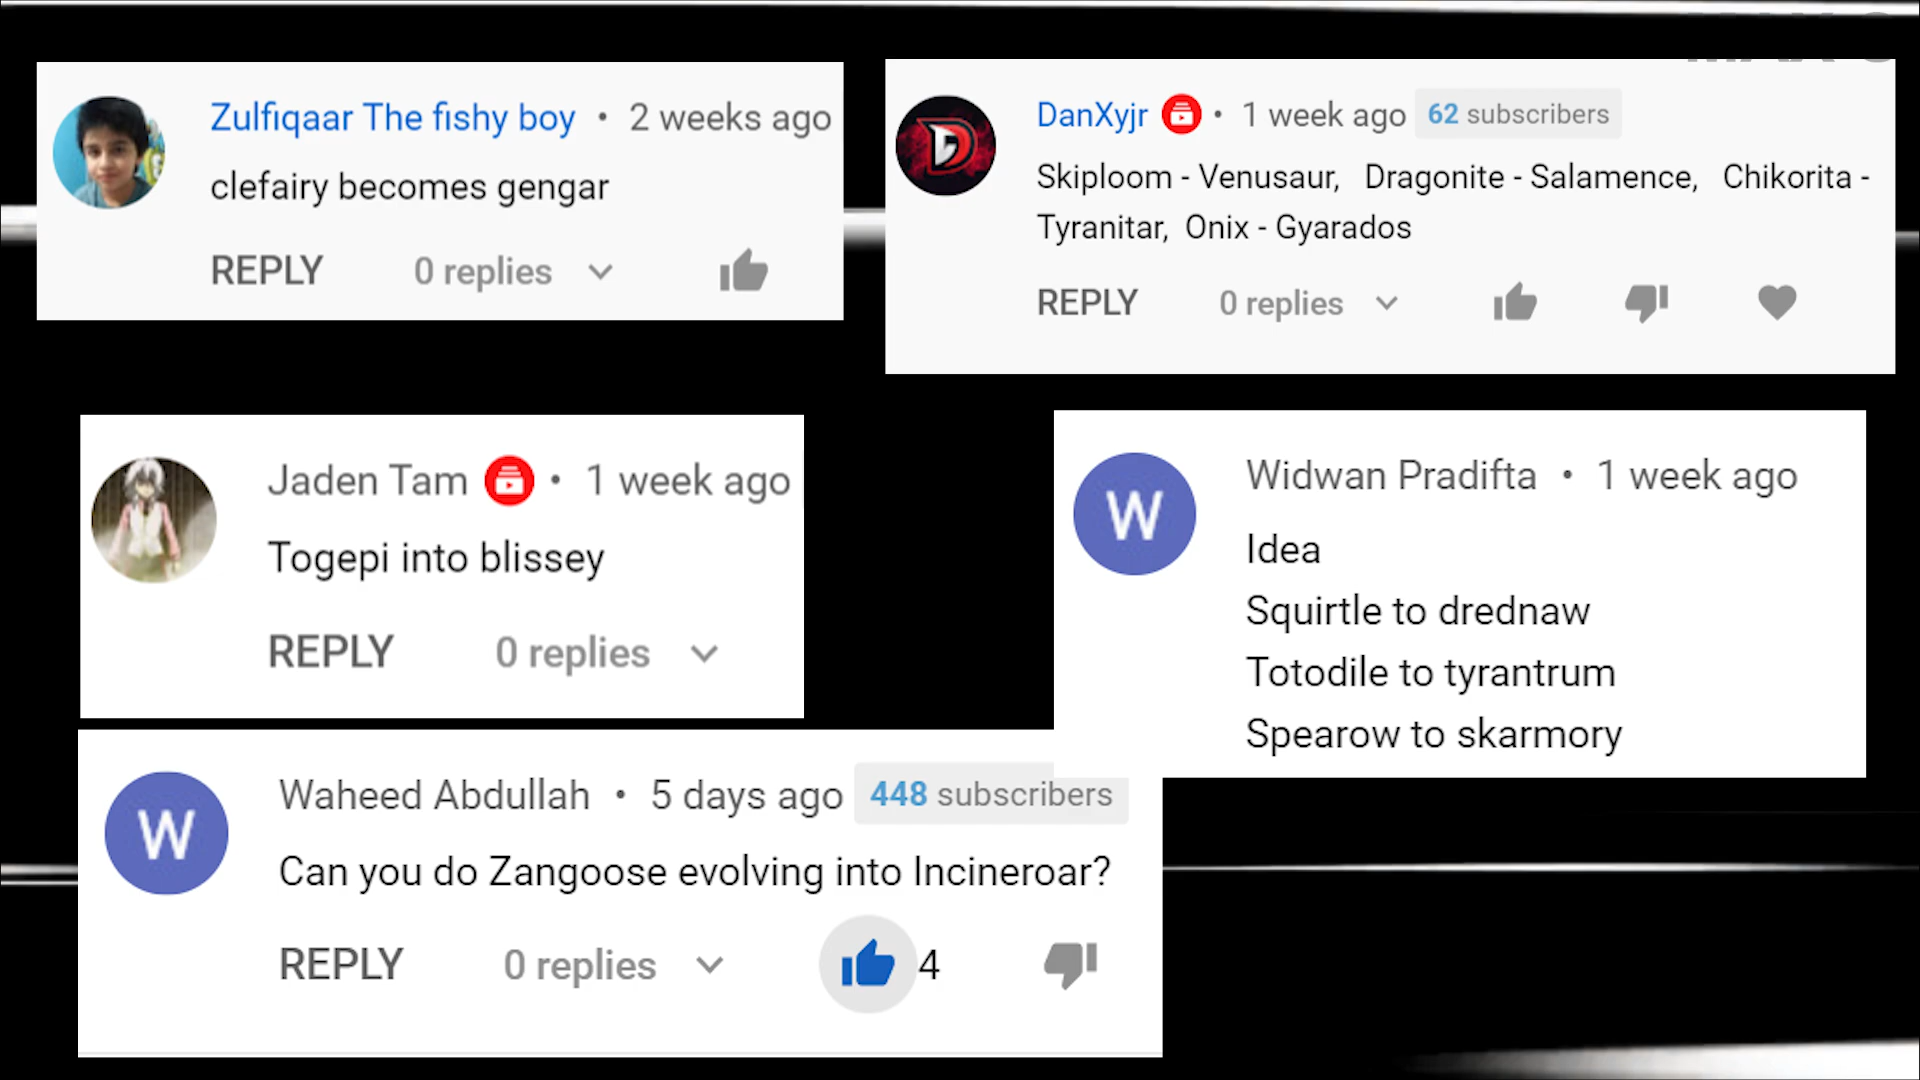 Zulfiqaar The fishy boy • 2 weeks ago
clefairy becomes gengar
REPLY 0 replies
DanXyjr • 1 week ago 62 subscribers
Skiploom - Venusaur, Dragonite - Salamence, Chikorita -
Tyranitar, Onix - Gyarados
REPLY 0 replies
Jaden Tam • 1 week ago
Togepi into blissey
REPLY 0 replies
W
Widwan Pradifta • 1 week ago
Idea
Squirtle to drednaw
Totodile to tyrantrum
Spearow to skarmory
W
Waheed Abdullah • 5 days ago 448 subscribers
Can you do Zangoose evolving into Incineroar?
REPLY 0 replies 4